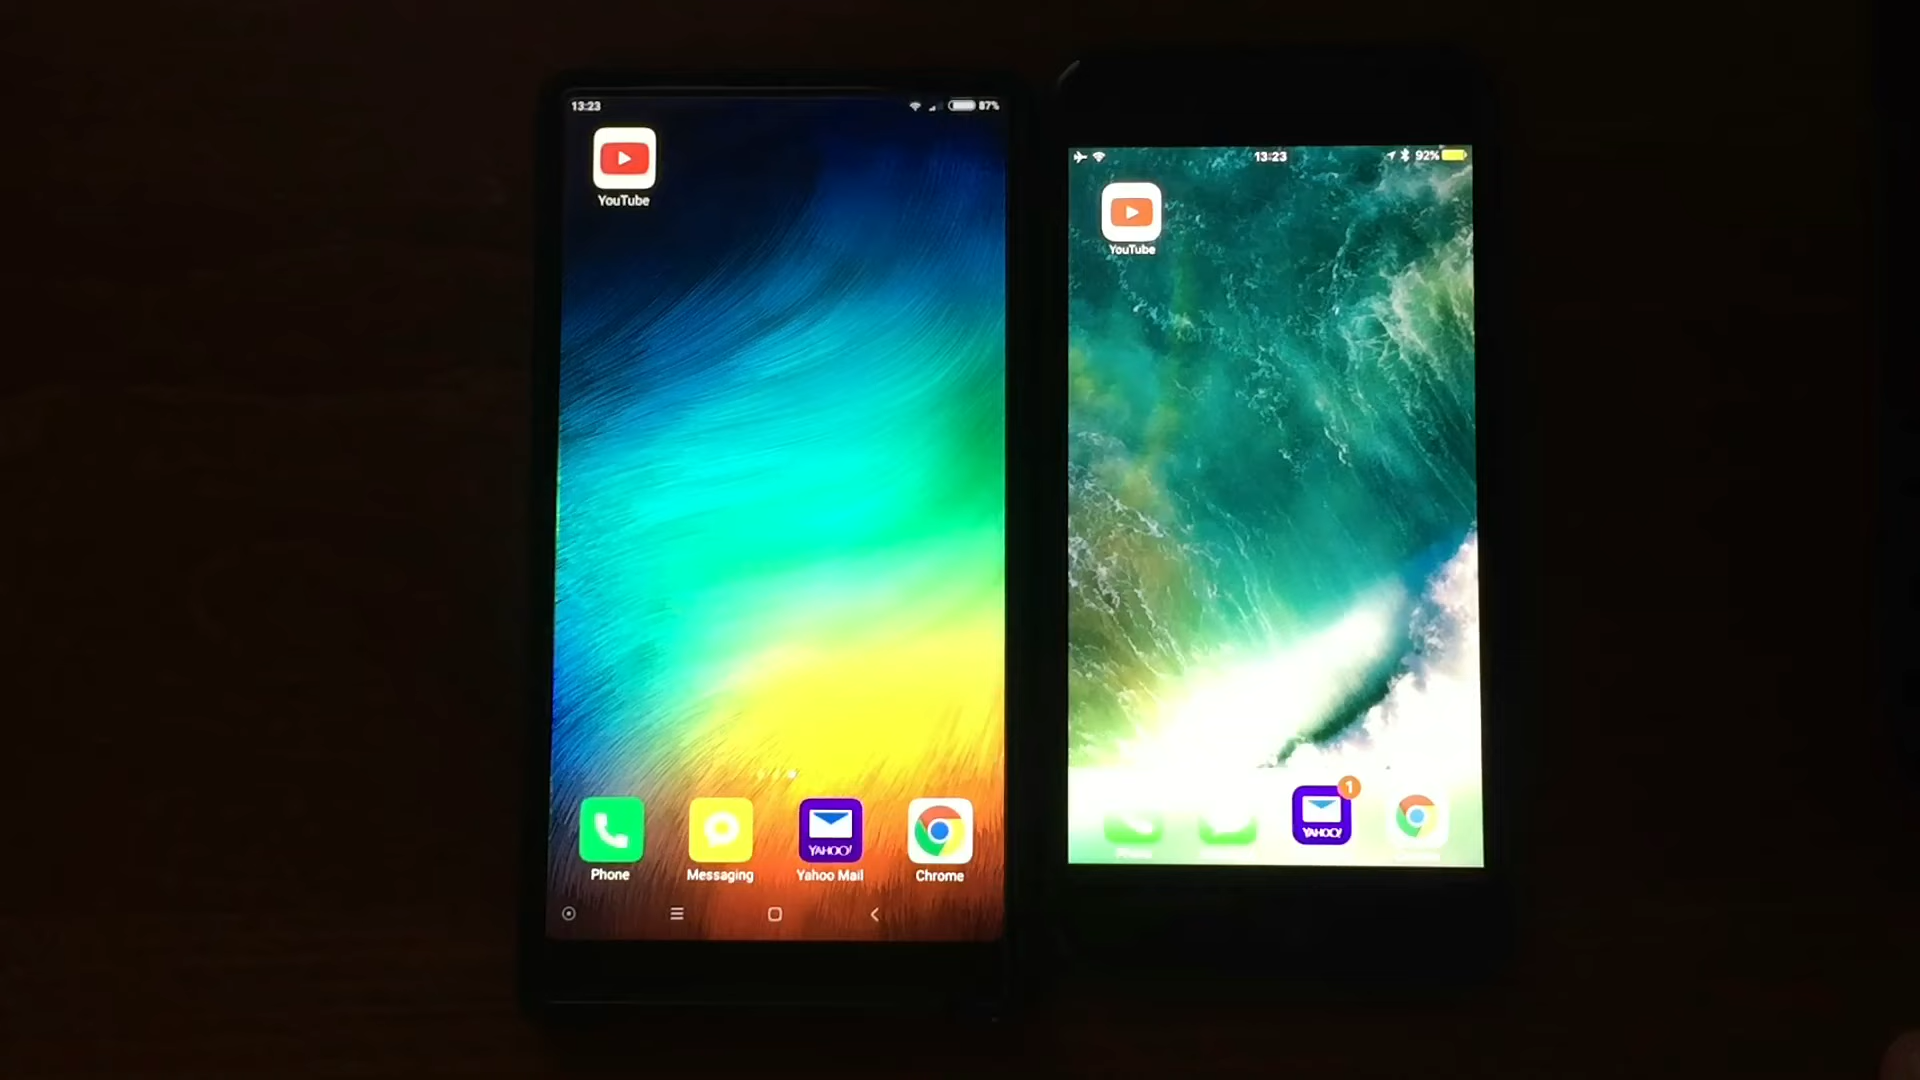 13:23
87%
YouTube
YAHOO!
Phone
Messaging
Yahoo Mail
Chrome
13:23
92%
YouTube
1
YAHOO!